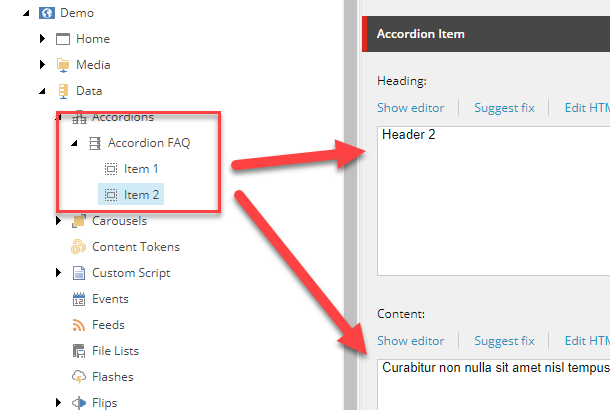 Demo
Home
Media
Data
Accordions
Accordion FAQ
Item 1
Item 2
Carousels
Content Tokens
Custom Script
Events
Feeds
File Lists
Flashes
Flips
Accordion Item
Heading:
Show editor
Suggest fix
Edit HTM
Header 2
Content:
Show editor
Suggest fix
Edit HTM
Curabitur non nulla sit amet nisl tempus